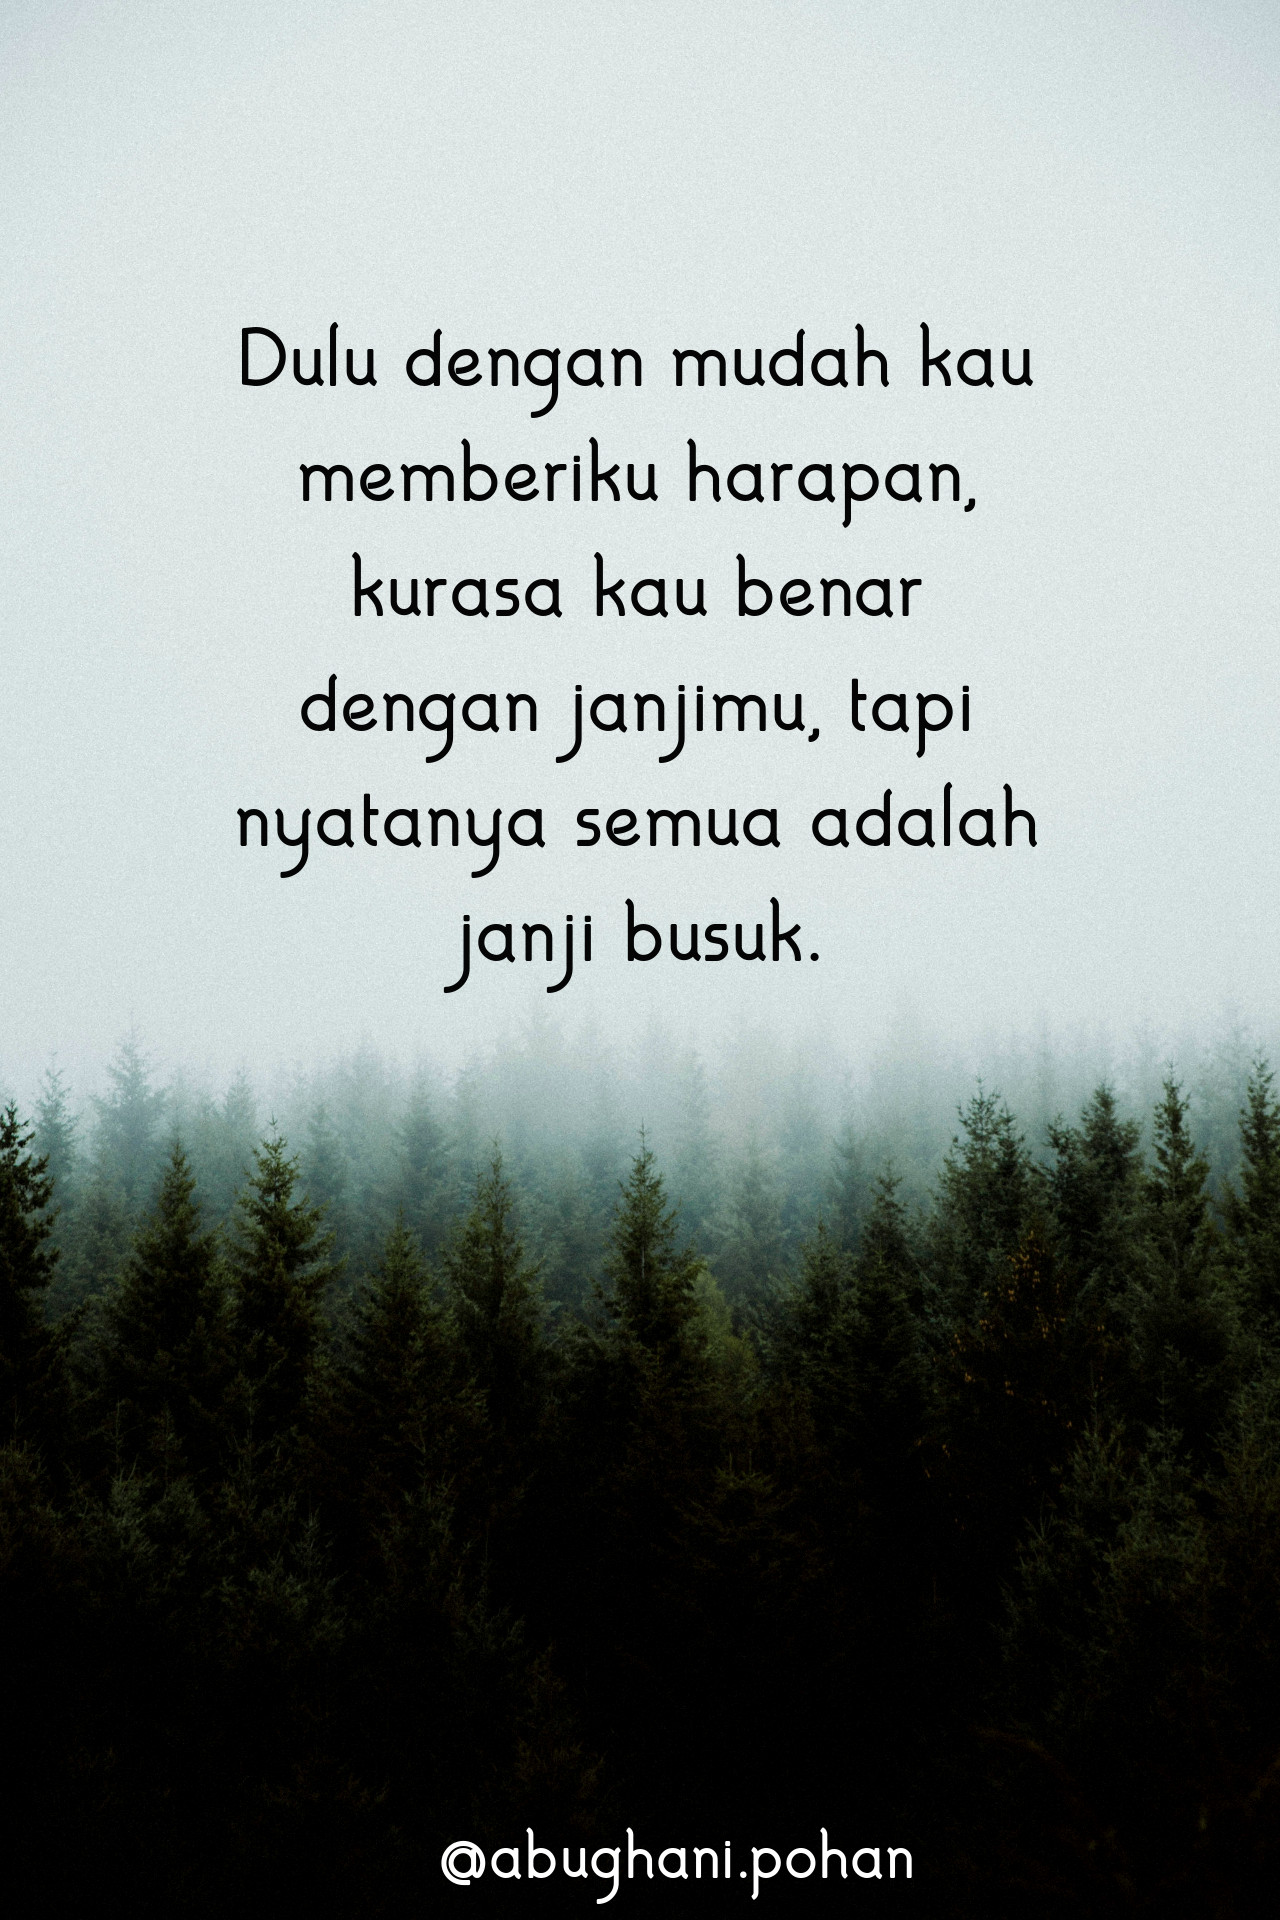 Dulu dengan mudah kau
memberiku harapan,
kurasa kau benar
dengan janjimu, tapi
nyatanya semua adalah
janji busuk.
@abughani.pohan